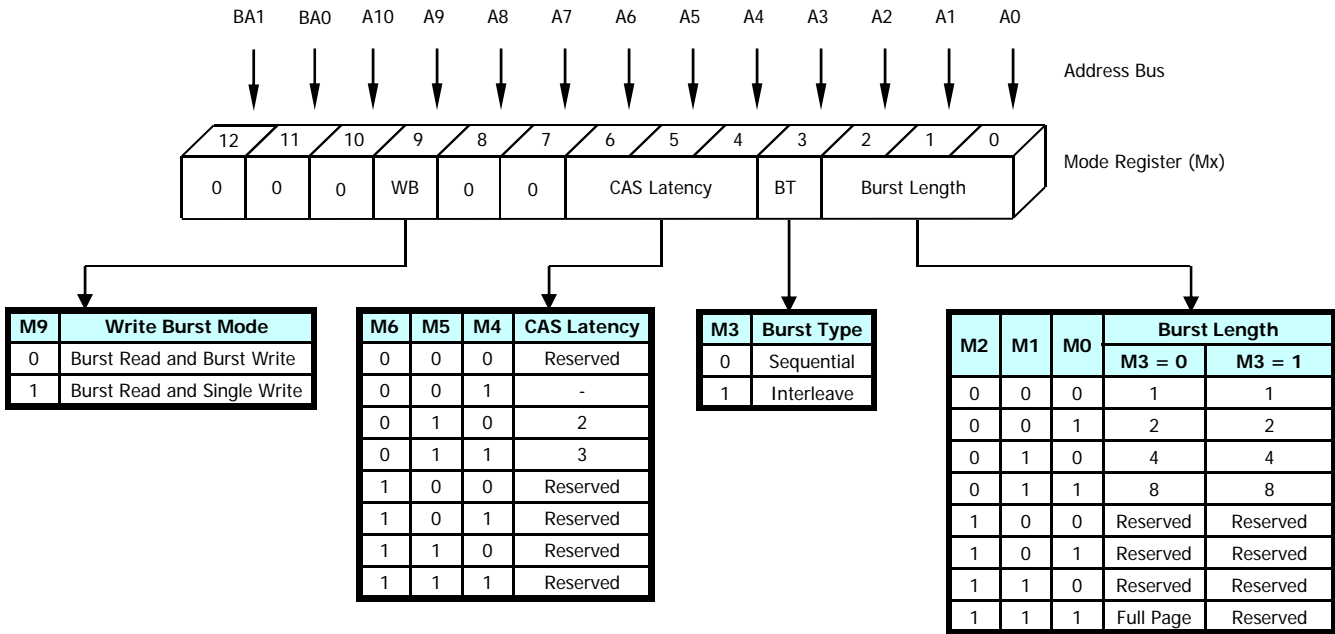 BA1 BA0 A10 A9 A8 A7 A6 A5 A4 A3 A2 A1 A0
Address Bus
12 11 10 9 8 7 6 5 4 3 2 1 0
Mode Register (Mx)
0 0 0 WB 0 0 CAS Latency BT Burst Length
M9 Write Burst Mode
0 Burst Read and Burst Write
1 Burst Read and Single Write
M6 M5 M4 CAS Latency
0 0 0 Reserved
0 0 1 -
0 1 0 2
0 1 1 3
1 0 0 Reserved
1 0 1 Reserved
1 1 0 Reserved
1 1 1 Reserved
M3 Burst Type
0 Sequential
1 Interleave
M2 M1 M0 Burst Length
M3 = 0 M3 = 1
0 0 0 1 1
0 0 1 2 2
0 1 0 4 4
0 1 1 8 8
1 0 0 Reserved Reserved
1 0 1 Reserved Reserved
1 1 0 Reserved Reserved
1 1 1 Full Page Reserved